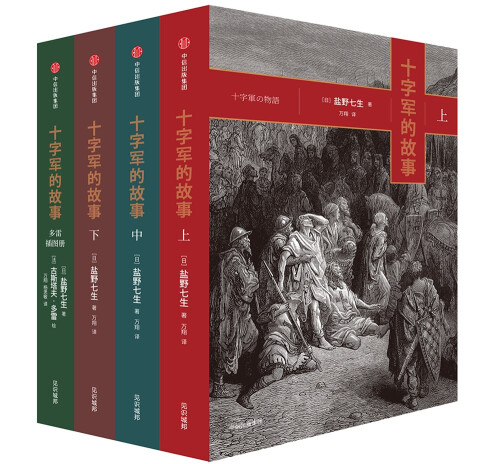 中信出版集团
十字军的故事
多雷
插图册
[日] 盐野七生 著
[法] 古斯塔夫·多雷 绘
见识城邦
中信出版集团
十字军的故事
下
[日] 盐野七生 著
万翔 译
见识城邦
中信出版集团
十字军的故事
中
[日] 盐野七生 著
万翔 译
见识城邦
中信出版集团
十字军的故事
上
[日] 盐野七生 著
万翔 译
见识城邦
十字軍の物語
[日] 盐野七生 著
万翔 译
十字军的故事
上